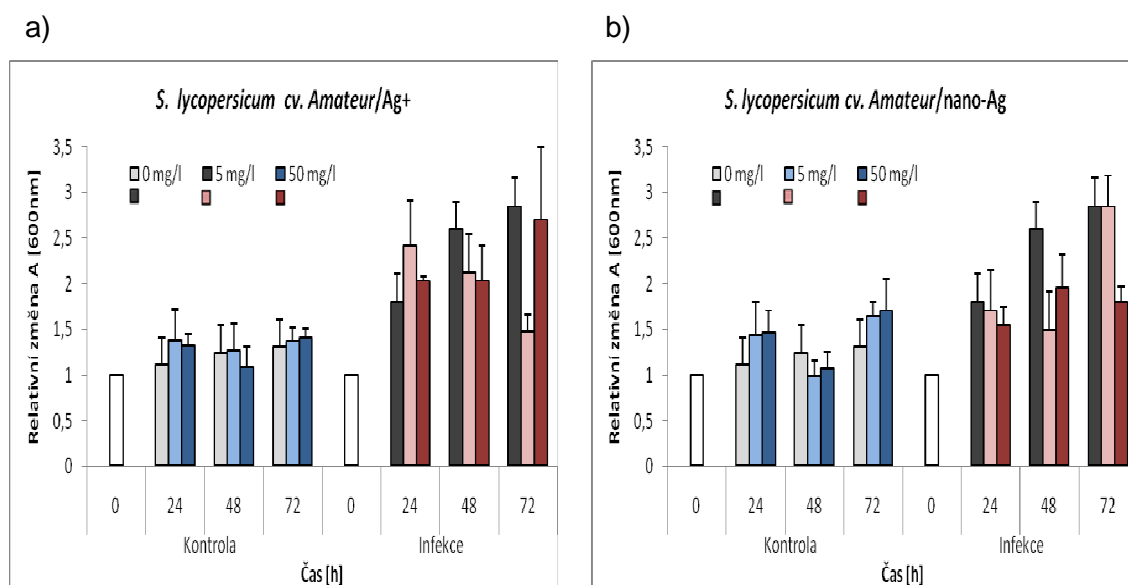 a)
S. lycopersicum cv. Amateur/Ag+
Relativní změna A [600nm]
3,5
3
2,5
2
1,5
1
0,5
0
0 mg/l 5 mg/l 50 mg/l
0 24 48 72 0 24 48 72
Kontrola Infekce
Čas [h]
b)
S. lycopersicum cv. Amateur/nano-Ag
Relativní změna A [600nm]
3,5
3
2,5
2
1,5
1
0,5
0
0 mg/l 5 mg/l 50 mg/l
0 24 48 72 0 24 48 72
Kontrola Infekce
Čas [h]